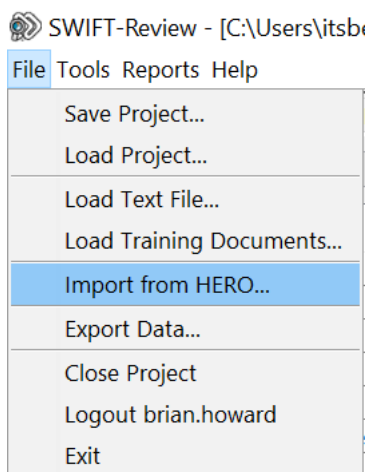 SWIFT-Review - [C:\Users\itsbe
File Tools Reports Help
Save Project...
Load Project...
Load Text File...
Load Training Documents...
Import from HERO...
Export Data...
Close Project
Logout brian.howard
Exit